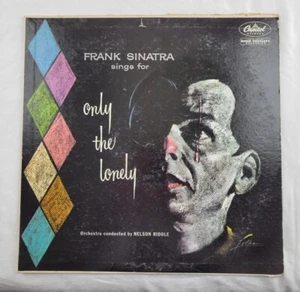 Capitol
FRANK SINATRA
sings for
only
the
lonely
Orchestra conducted by NELSON RIDDLE